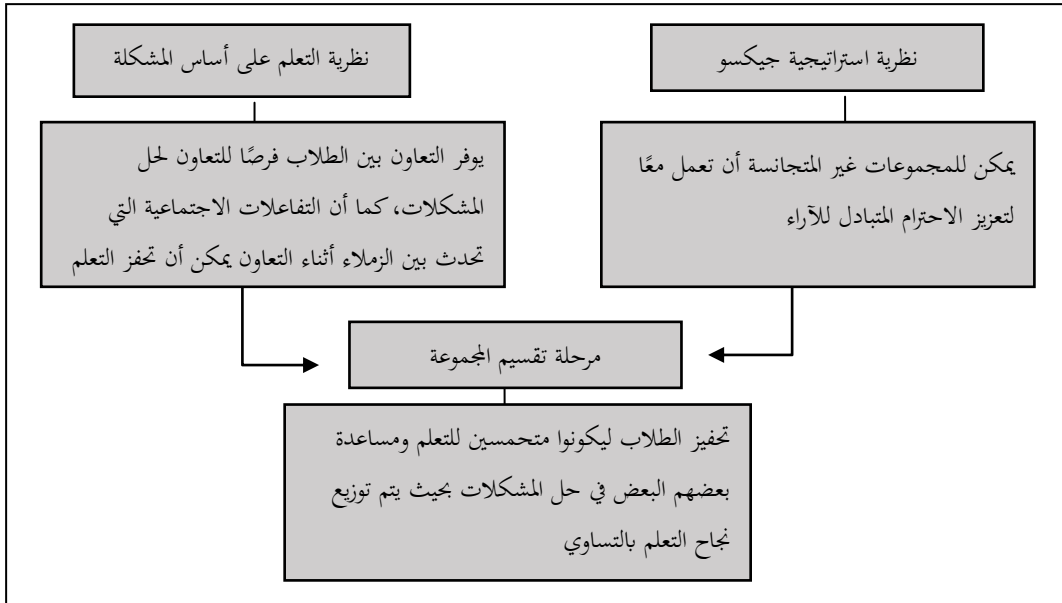 نظرية استراتيجية جيكسو
نظرية التعلم على أساس المشكلة
يمكن للمجموعات غير المتجانسة أن تعمل معًا
لتعزيز الاحترام المتبادل للآراء
يوفر التعاون بين الطلاب فرصًا للتعاون لحل
المشكلات، كما أن التفاعلات الاجتماعية التي
تحدث بين الزملاء أثناء التعاون يمكن أن تحفز التعلم
مرحلة تقسيم المجموعة
تحفيز الطلاب ليكونوا متحمسين للتعلم ومساعدة
بعضهم البعض في حل المشكلات بحيث يتم توزيع
نجاح التعلم بالتساوي